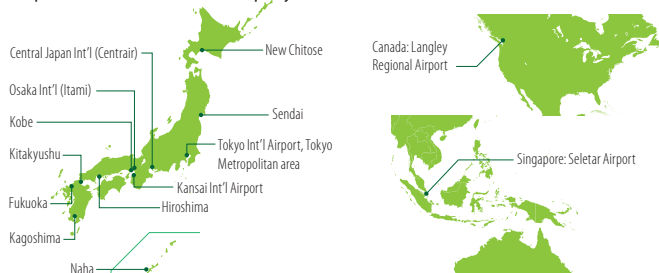 New Chitose
Central Japan Int'l (Centrair)
Osaka Int'l (Itami)
Kobe
Sendai
Kitakyushu
Tokyo Int'l Airport, Tokyo
Metropolitan area
Kansai Int'l Airport
Fukuoka
Hiroshima
Kagoshima
Naha
Canada: Langley
Regional Airport
Singapore: Seletar Airport